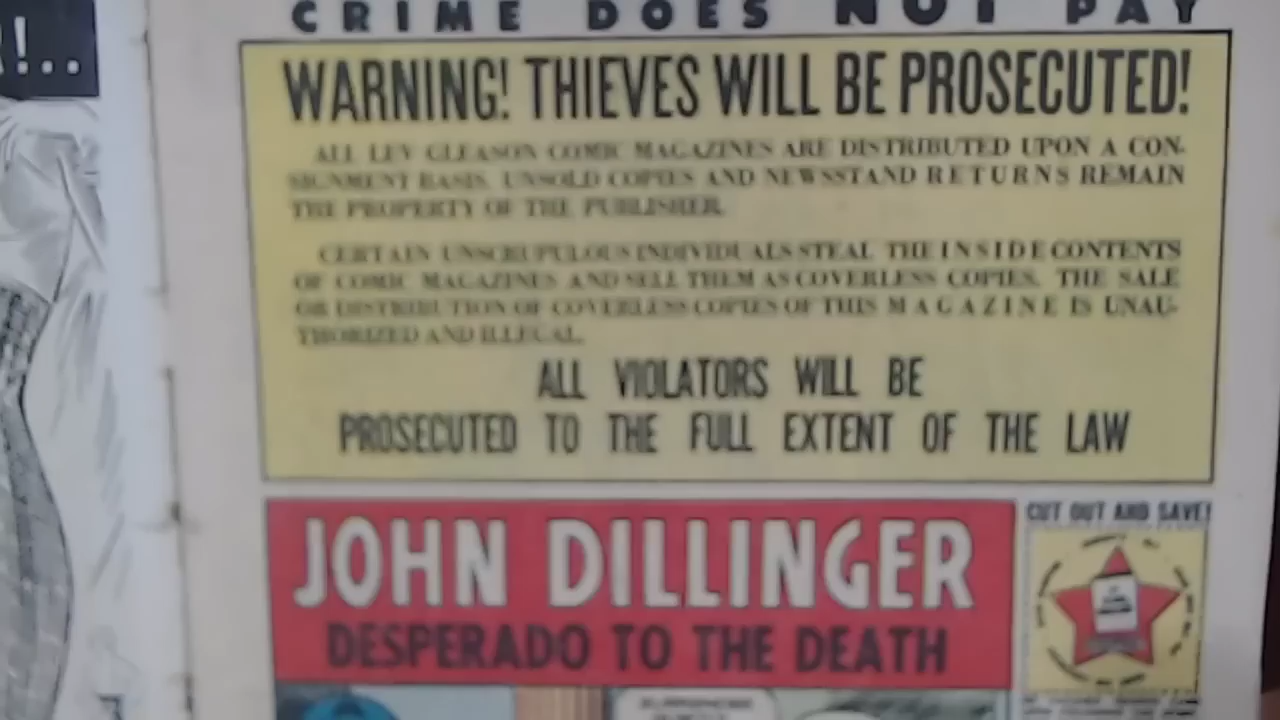 !..
CRIME DOES NOT PAY
WARNING! THIEVES WILL BE PROSECUTED!
ALL LEV GLEASON COMIC MAGAZINES ARE DISTRIBUTED UPON A CON-
SIGNMENT BASIS. UNSOLD COPIES AND NEWSSTAND RETURNS REMAIN
THE PROPERTY OF THE PUBLISHER.
CERTAIN UNSCRUPULOUS INDIVIDUALS STEAL THE INSIDE CONTENTS
OF COMIC MAGAZINES AND SELL THEM AS COVERLESS COPIES. THE SALE
OR DISTRIBUTION OF COVERLESS COPIES OF THIS MAGAZINE IS UNAU-
THORIZED AND ILLEGAL.
ALL VIOLATORS WILL BE
PROSECUTED TO THE FULL EXTENT OF THE LAW
JOHN DILLINGER
DESPERADO TO THE DEATH
CUT OUT AND SAVE!